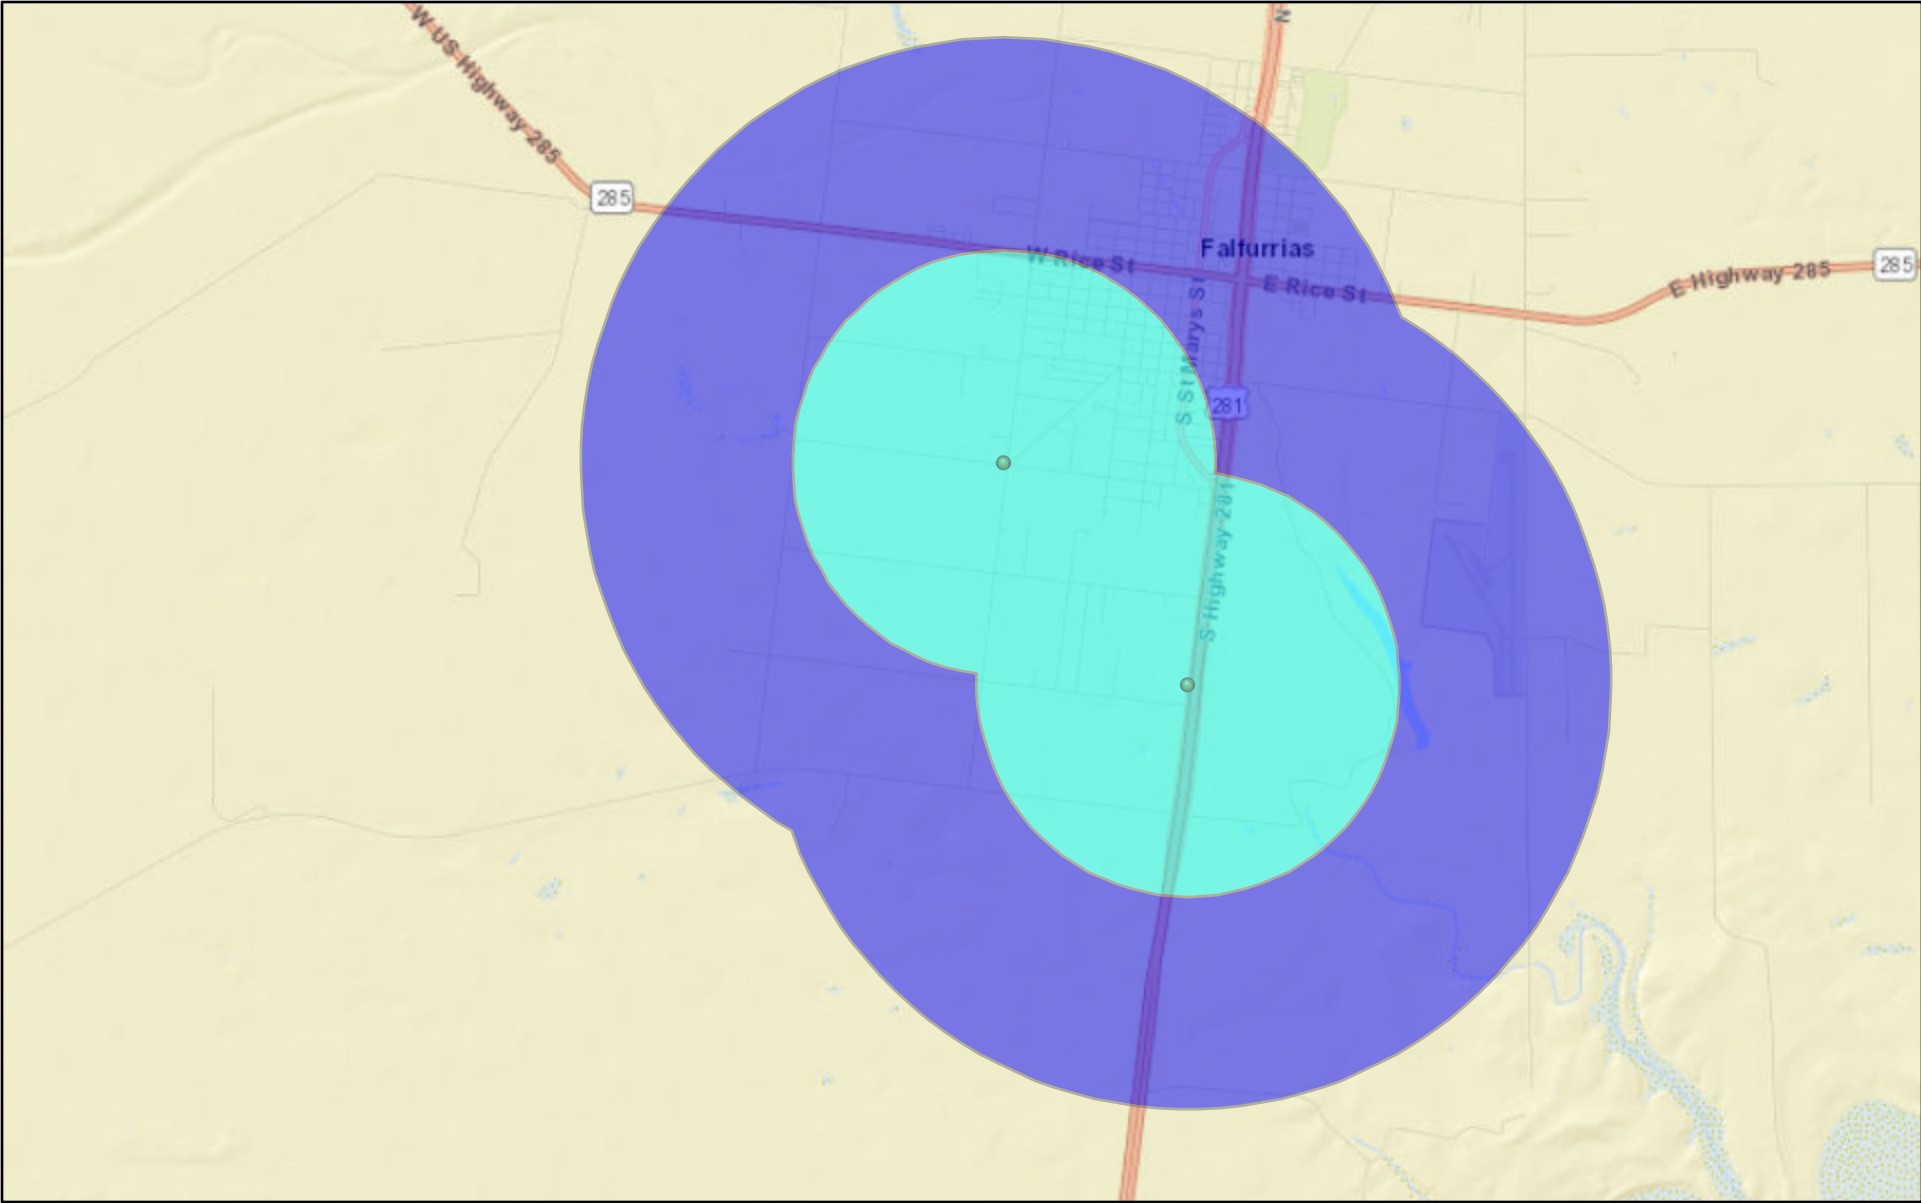 W US Highway 285
N
285
Falfurrias
W Rice St
E Rice St
E Highway 285
285
S St Marys St
281
S Highway 281